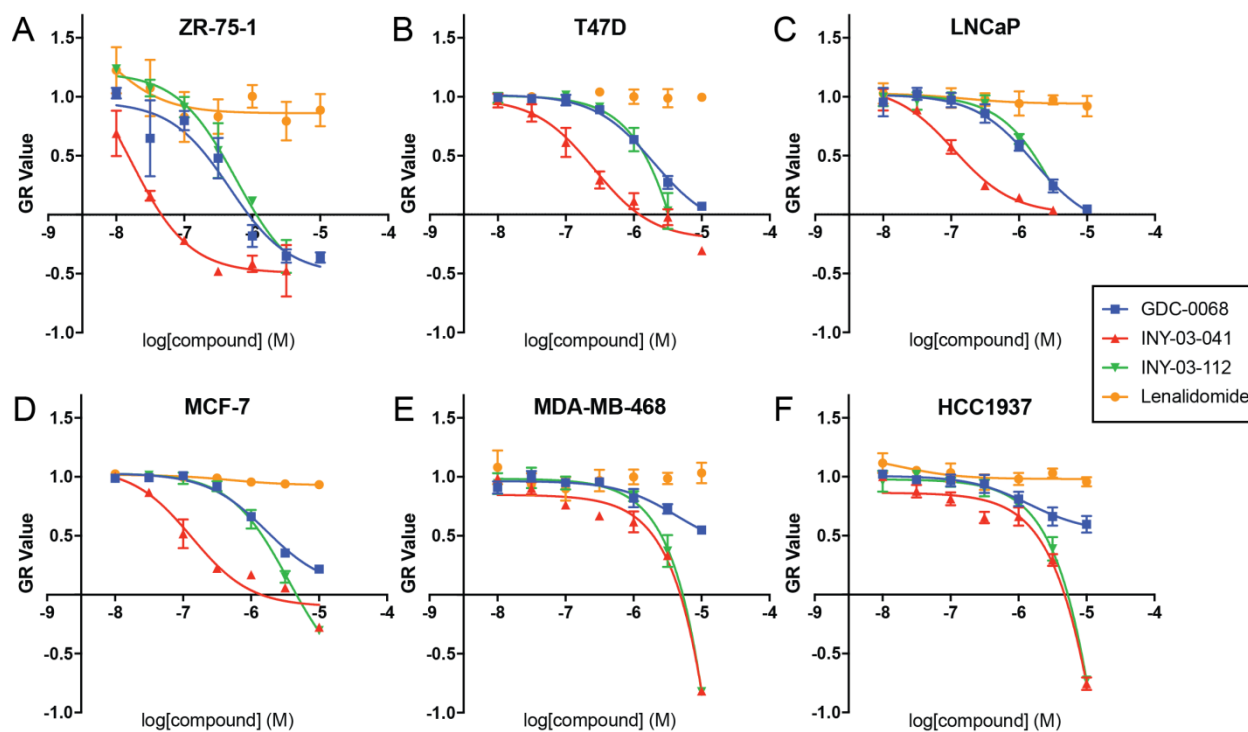 A
ZR-75-1
1.5
1.0
0.5
-9 -8 -7 -6 -5 -4
-0.5
-1.0
GR Value
log[compound] (M)
B
T47D
1.5
1.0
0.5
-9 -8 -7 -6 -5 -4
-0.5
-1.0
GR Value
log[compound] (M)
C
LNCaP
1.5
1.0
0.5
-9 -8 -7 -6 -5 -4
-0.5
-1.0
GR Value
log[compound] (M)
GDC-0068
INY-03-041
INY-03-112
Lenalidomide
D
MCF-7
1.5
1.0
0.5
-9 -8 -7 -6 -5 -4
-0.5
-1.0
GR Value
log[compound] (M)
E
MDA-MB-468
1.5
1.0
0.5
-9 -8 -7 -6 -5 -4
-0.5
-1.0
GR Value
log[compound] (M)
F
HCC1937
1.5
1.0
0.5
-9 -8 -7 -6 -5 -4
-0.5
-1.0
GR Value
log[compound] (M)